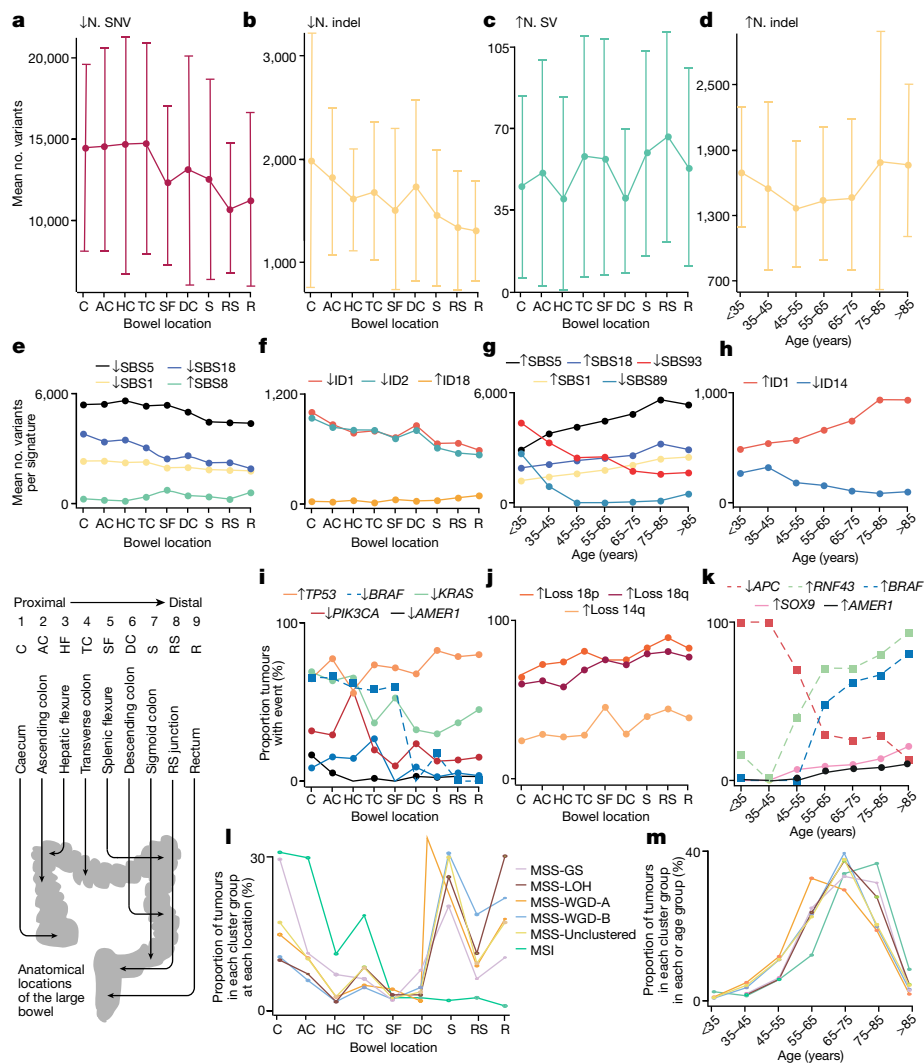 a
↓N. SNV
Mean no. variants
20,000
15,000
10,000
C AC HC TC SF DC S RS R
Bowel location
b
↓N. indel
3,000
2,000
1,000
C AC HC TC SF DC S RS R
Bowel location
c
↑N. SV
105
70
35
0
C AC HC TC SF DC S RS R
Bowel location
d
↑N. indel
2,500
1,900
1,300
700
<35 35–45 45–55 55–65 65–75 75–85 >85
Age (years)
e
↓SBS5 ↓SBS18
↓SBS1 ↑SBS8
Mean no. variants
per signature
6,000
0
C AC HC TC SF DC S RS R
Bowel location
f
↓ID1 ↓ID2 ↑ID18
1,200
0
C AC HC TC SF DC S RS R
Bowel location
g
↑SBS5 ↑SBS18 ↓SBS93
↑SBS1 ↓SBS89
6,000
0
<35 35–45 45–55 55–65 65–75 75–85 >85
Age (years)
h
↑ID1 ↓ID14
1,000
0
<35 35–45 45–55 55–65 65–75 75–85 >85
Age (years)
Proximal Distal
1 2 3 4 5 6 7 8 9
C AC HF TC SF DC S RS R
Caecum
Ascending colon
Hepatic flexure
Transverse colon
Splenic flexure
Descending colon
Sigmoid colon
RS junction
Rectum
Anatomical
locations
of the large
bowel
i
↑TP53 ↓BRAF ↓KRAS
↓PIK3CA ↓AMER1
Proportion tumours
with event (%)
100
0
C AC HC TC SF DC S RS R
Bowel location
j
↑Loss 18p ↑Loss 18q
↑Loss 14q
100
0
C AC HC TC SF DC S RS R
Bowel location
k
↓APC ↑RNF43 ↑BRAF
↑SOX9 ↑AMER1
100
0
<35 35–45 45–55 55–65 65–75 75–85 >85
Age (years)
l
Proportion of tumours
in each cluster group
at each location (%)
30
0
C AC HC TC SF DC S RS R
Bowel location
MSS-GS
MSS-LOH
MSS-WGD-A
MSS-WGD-B
MSS-Unclustered
MSI
m
Proportion of tumours
in each cluster group
in each or age group (%)
40
0
<35 35–45 45–55 55–65 65–75 75–85 >85
Age (years)